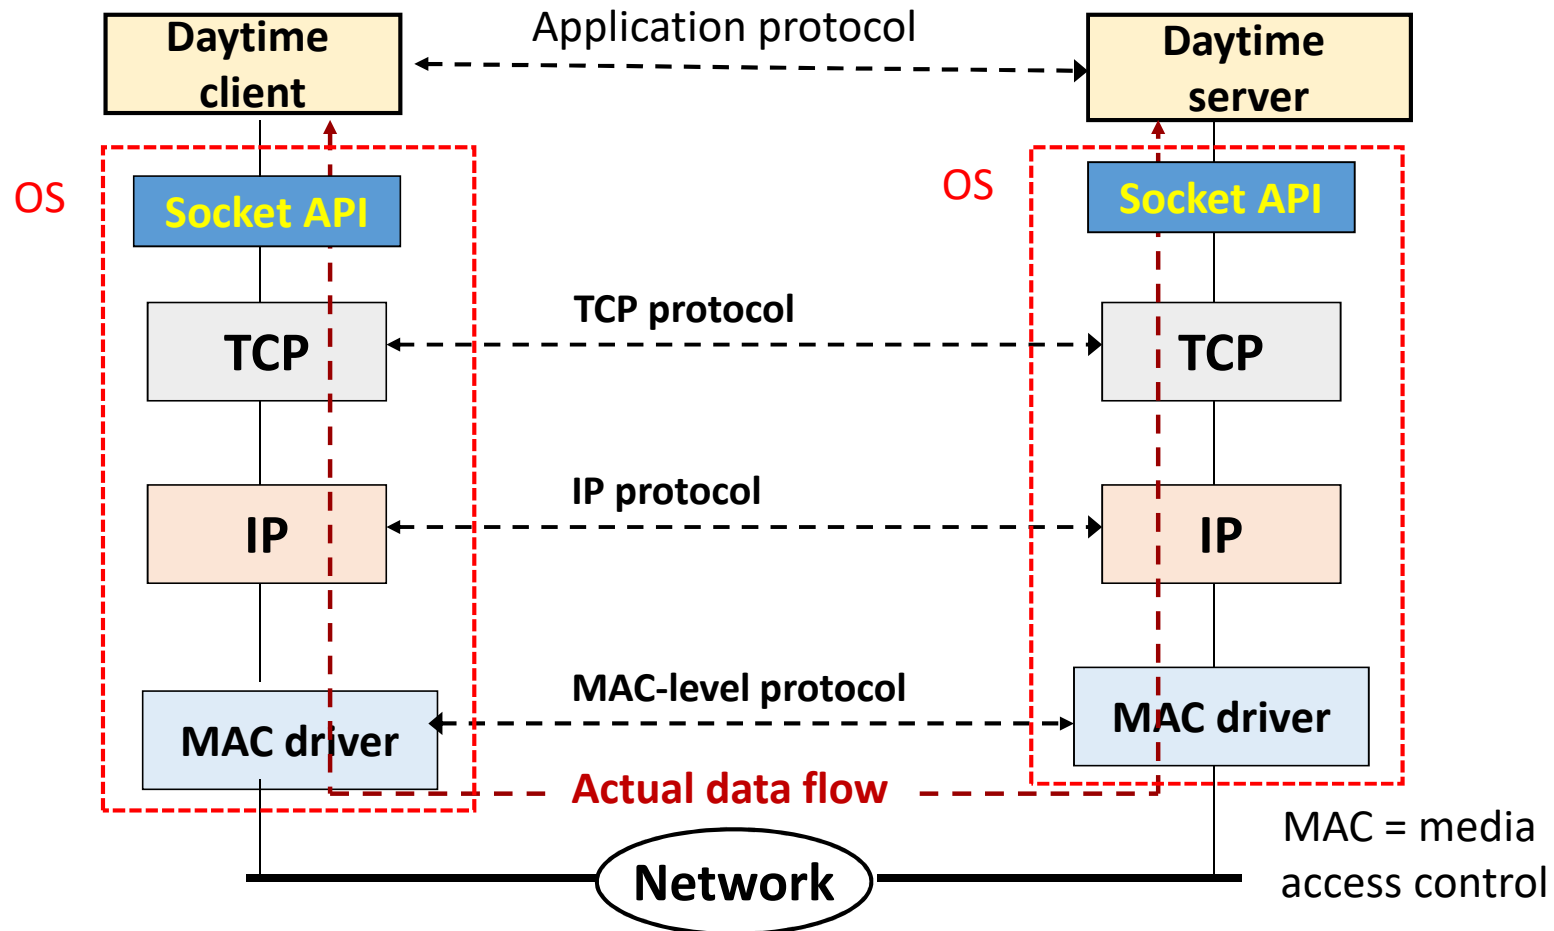 Daytime
client
Application protocol
Daytime
server
OS
Socket API
OS
Socket API
TCP protocol
TCP
TCP
IP protocol
IP
IP
MAC-level protocol
MAC driver
MAC driver
Actual data flow
MAC = media
access control
Network